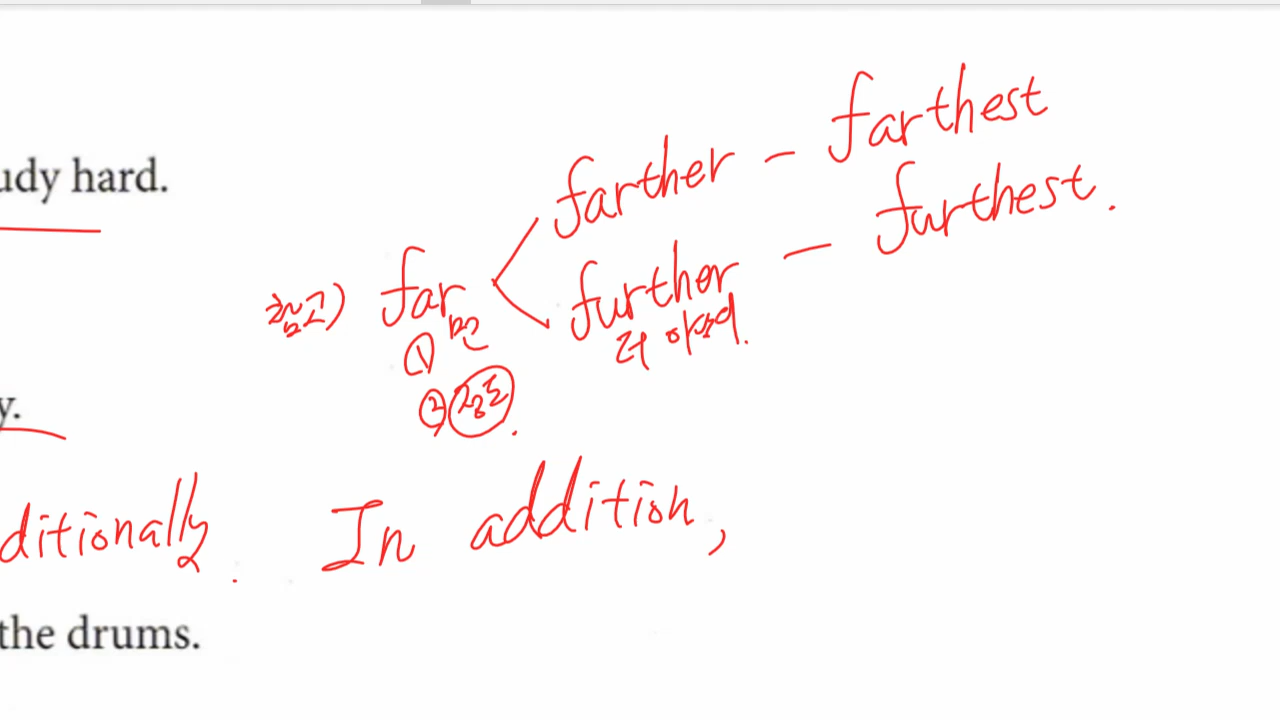 udy hard.
farther - farthest
참고) far
further - furthest.
① 먼
더 이상의.
② 정도.
y.
ditionally. In addition,
the drums.